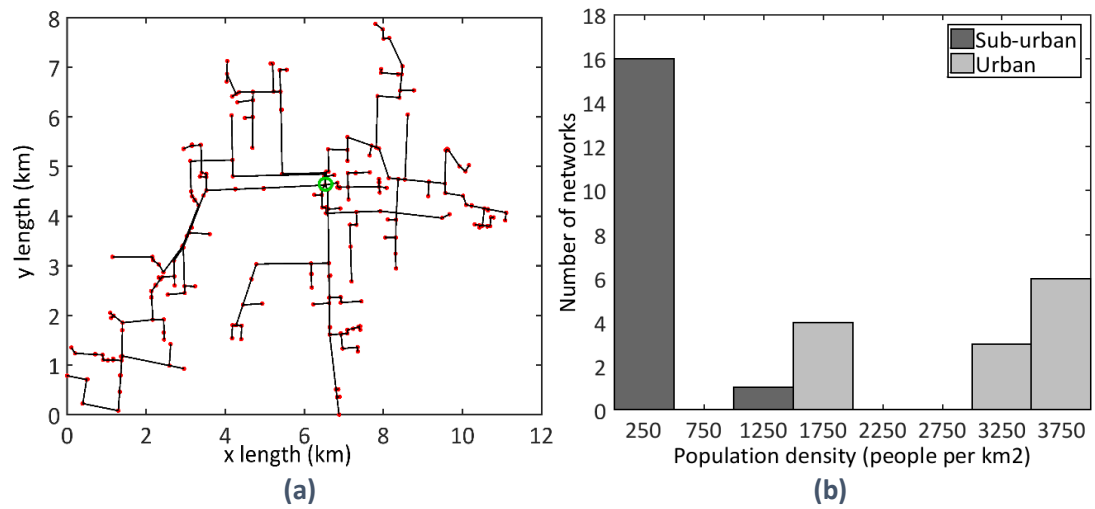 8
7
6
5
4
3
2
1
0
y length (km)
0 2 4 6 8 10 12
x length (km)
(a)
18
16
14
12
10
8
6
4
2
0
Number of networks
Sub-urban
Urban
250 750 1250 1750 2250 2750 3250 3750
Population density (people per km2)
(b)